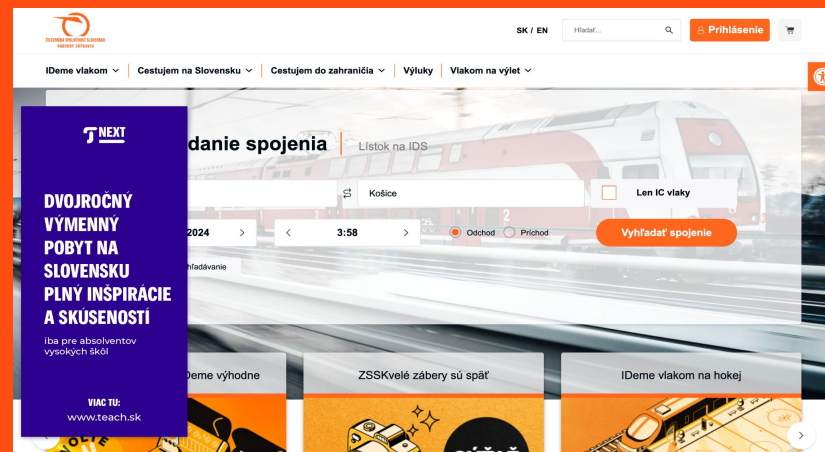 ŽELEZNIČNÁ SPOLOČNOSŤ SLOVENSKO
SK / EN
Hľadať...
Prihlásenie
IDeme vlakom
Cestujem na Slovensku
Cestujem do zahraničia
Výluky
Vlakom na výlet
T NEXT
DVOJROČNÝ
VÝMENNÝ
POBYT NA
SLOVENSKU
PLNÝ INŠPIRÁCIE
A SKÚSENOSTÍ
iba pre absolventov
vysokých škôl
VIAC TU:
www.teach.sk
danie spojenia
Lístok na IDS
Košice
Len IC vlaky
2024
3:58
Odchod
Príchod
Vyhľadať spojenie
hľadávanie
Deme výhodne
ZSSKvelé zábery sú späť
IDeme vlakom na hokej